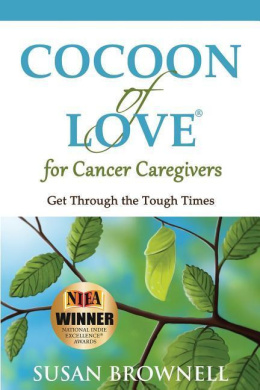 COCOON
of
LOVE®
for Cancer Caregivers
Get Through the Tough Times
NIEA
WINNER
NATIONAL INDIE
EXCELLENCE®
AWARDS
SUSAN BROWNELL